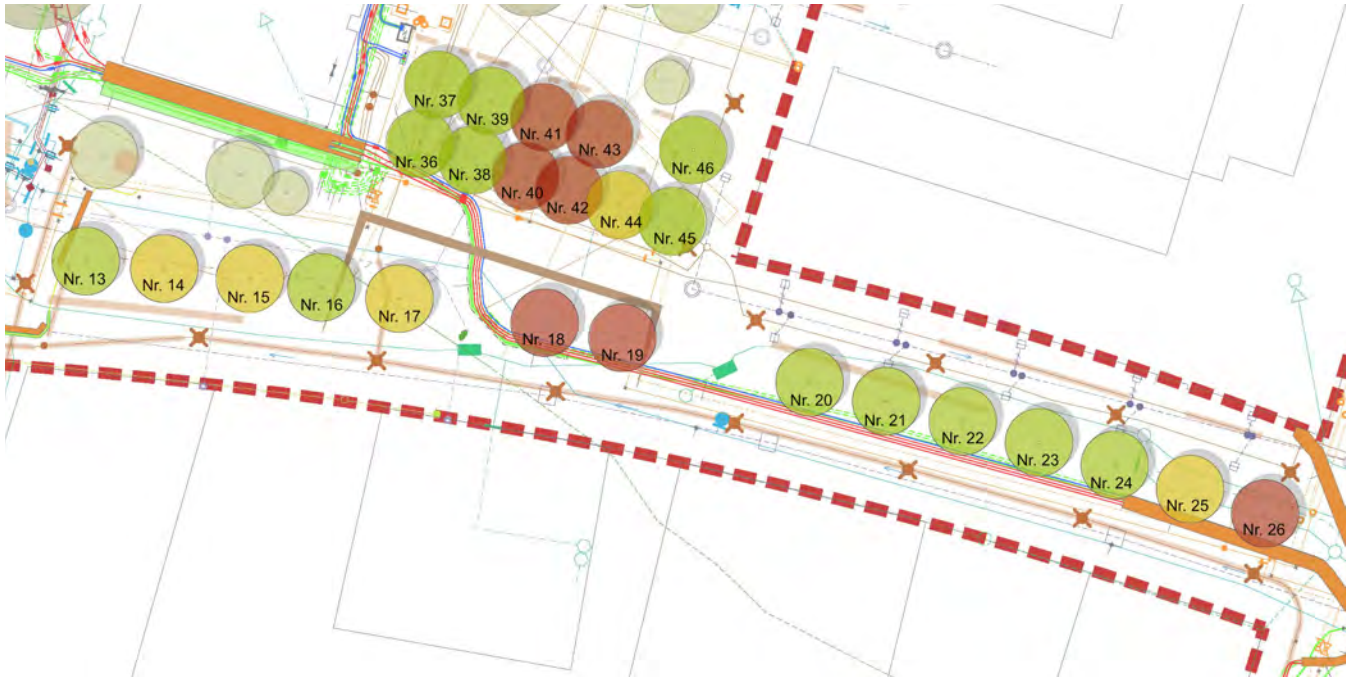 Nr. 37
Nr. 39
Nr. 41
Nr. 43
Nr. 46
Nr. 36
Nr. 38
Nr. 40
Nr. 42
Nr. 44
Nr. 45
Nr. 13
Nr. 14
Nr. 15
Nr. 16
Nr. 17
Nr. 18
Nr. 19
Nr. 20
Nr. 21
Nr. 22
Nr. 23
Nr. 24
Nr. 25
Nr. 26